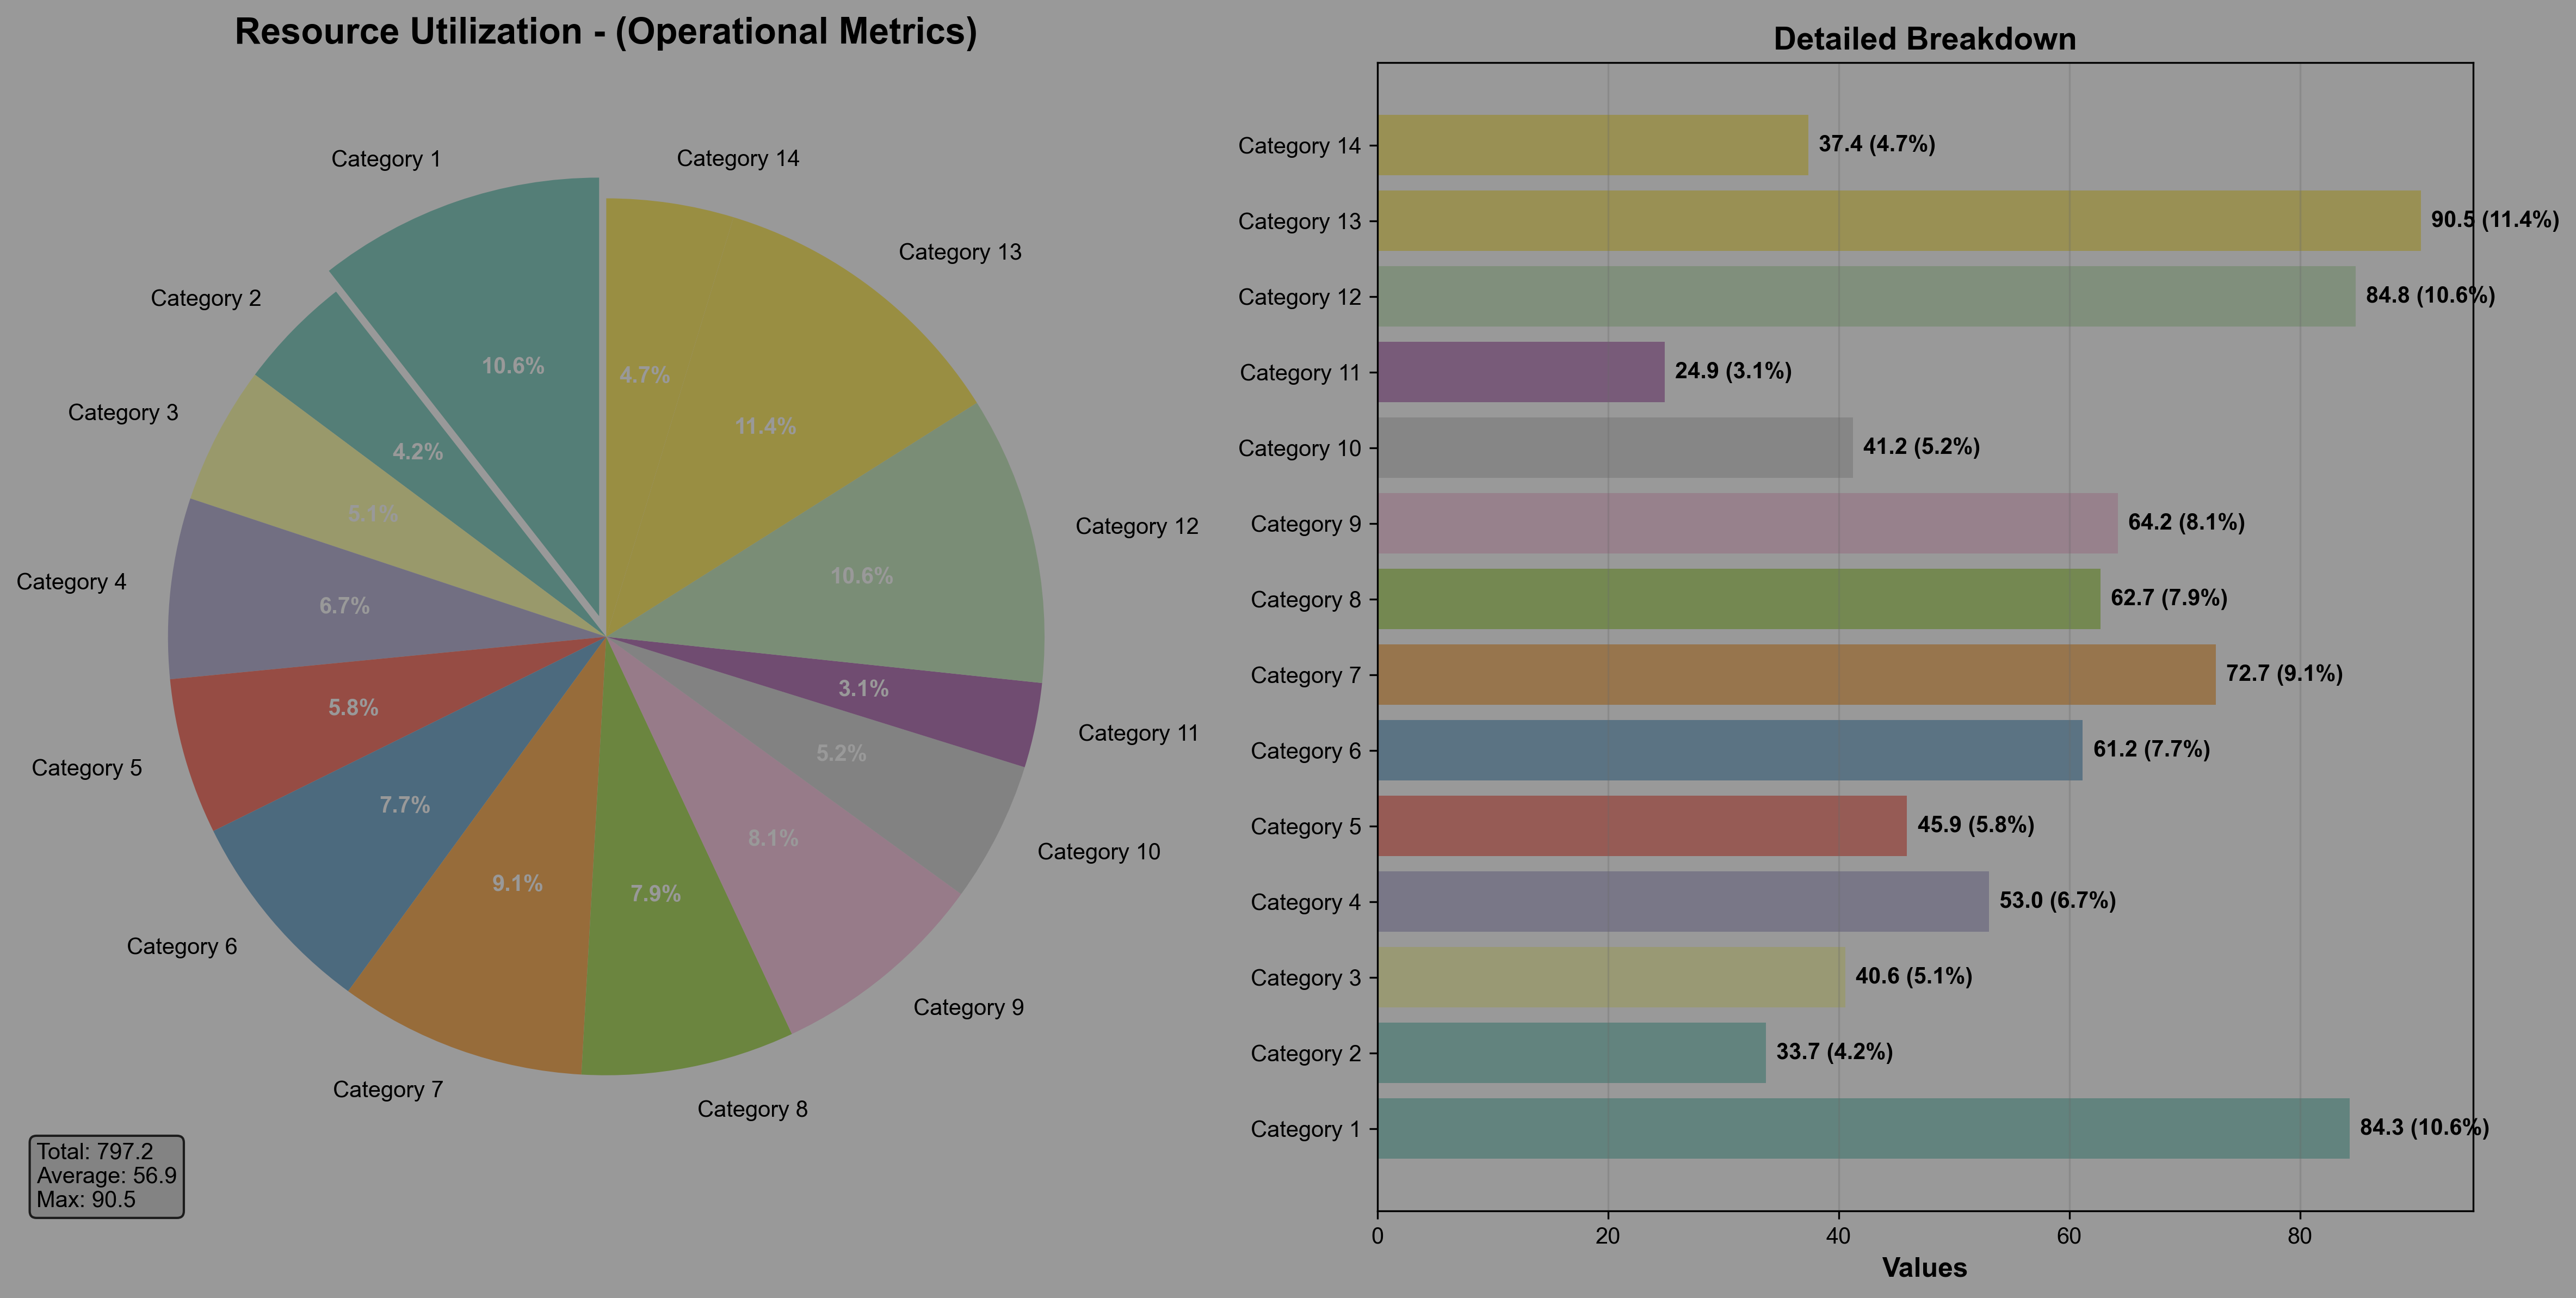 Resource Utilization - (Operational Metrics)
Category 1
Category 14
Category 13
Category 2
Category 3
Category 12
Category 4
Category 11
Category 5
Category 10
Category 6
Category 9
Category 7
Category 8
10.6%
4.7%
11.4%
4.2%
5.1%
10.6%
6.7%
3.1%
5.8%
5.2%
7.7%
8.1%
9.1%
7.9%
Total: 797.2
Average: 56.9
Max: 90.5
Detailed Breakdown
Category 14 37.4 (4.7%)
Category 13 90.5 (11.4%)
Category 12 84.8 (10.6%)
Category 11 24.9 (3.1%)
Category 10 41.2 (5.2%)
Category 9 64.2 (8.1%)
Category 8 62.7 (7.9%)
Category 7 72.7 (9.1%)
Category 6 61.2 (7.7%)
Category 5 45.9 (5.8%)
Category 4 53.0 (6.7%)
Category 3 40.6 (5.1%)
Category 2 33.7 (4.2%)
Category 1 84.3 (10.6%)
0 20 40 60 80
Values